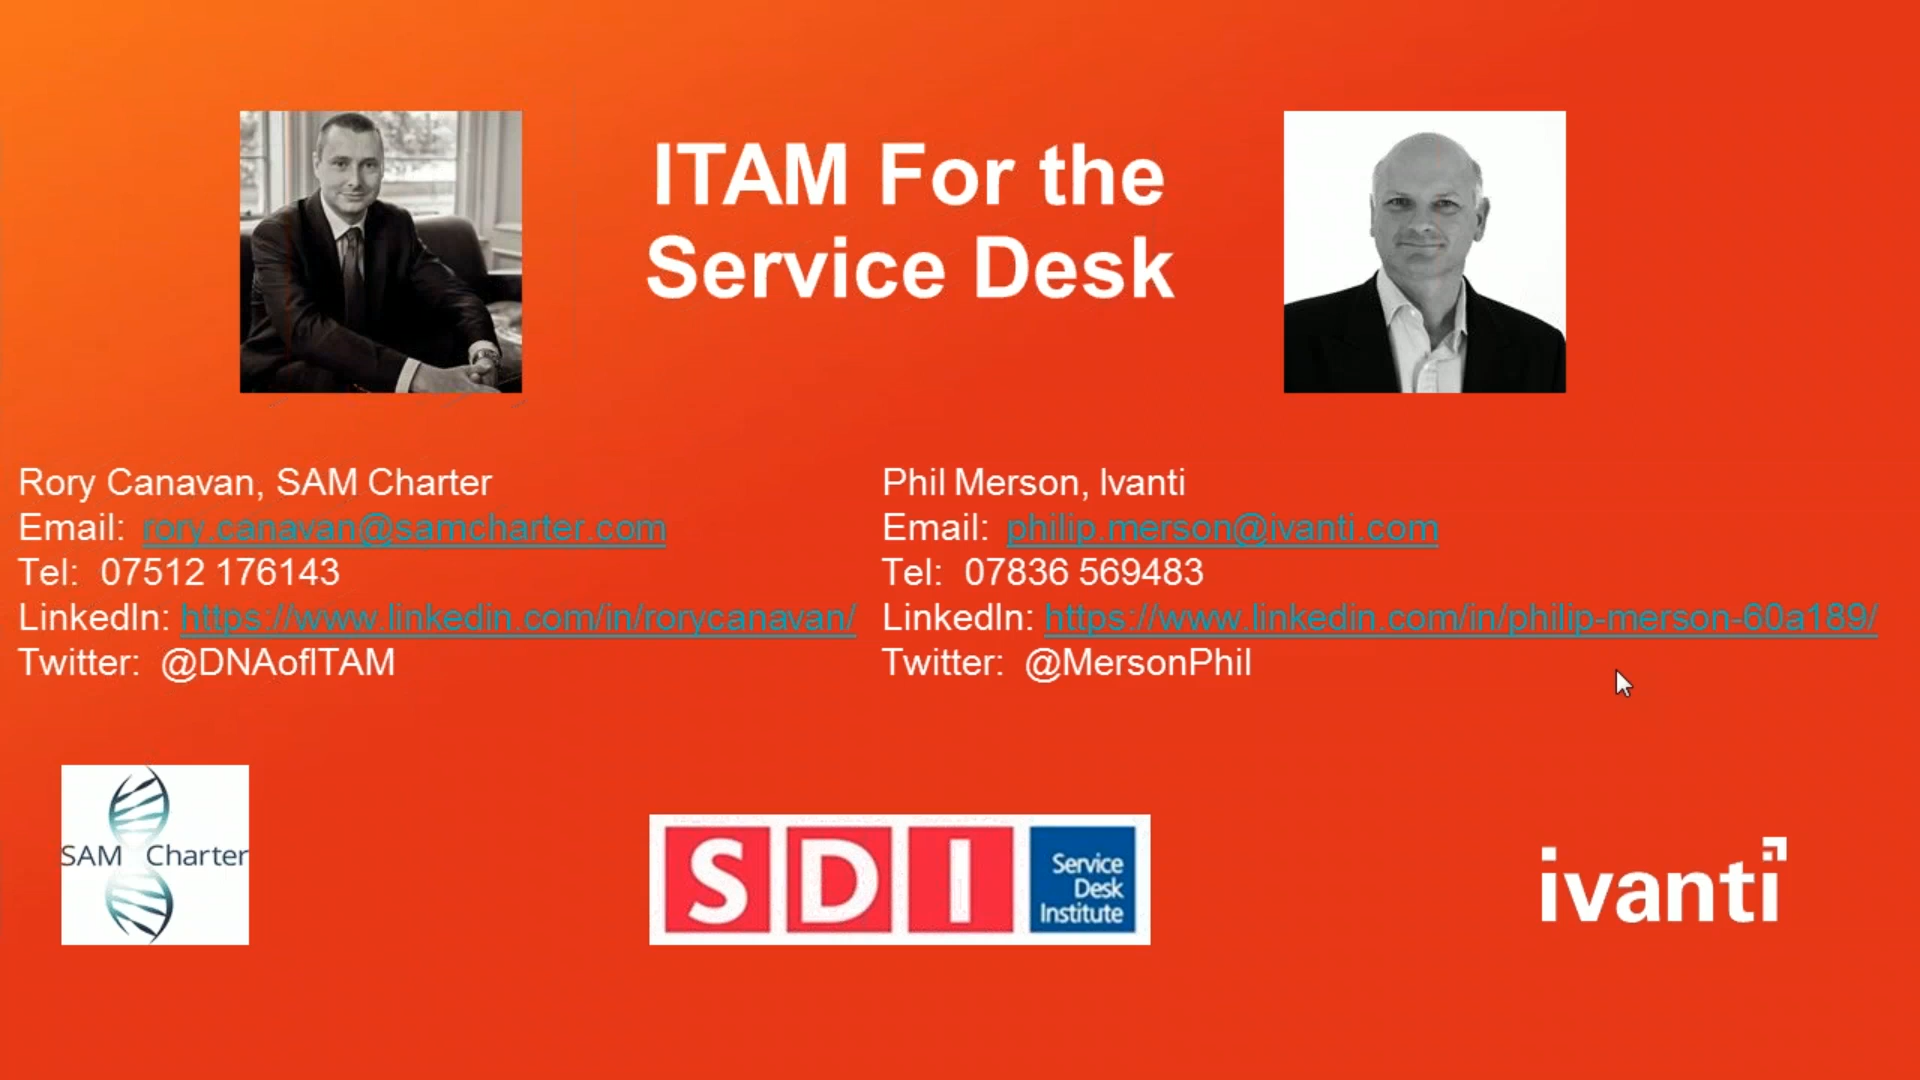 ITAM For the
Service Desk
Rory Canavan, SAM Charter
Email: rory.canavan@samcharter.com
Tel: 07512 176143
LinkedIn: https://www.linkedin.com/in/rorycanavan/
Twitter: @DNAofITAM
Phil Merson, Ivanti
Email: philip.merson@ivanti.com
Tel: 07836 569483
LinkedIn: https://www.linkedin.com/in/philip-merson-60a189/
Twitter: @MersonPhil
SAM Charter
SDI
Service
Desk
Institute
ivanti